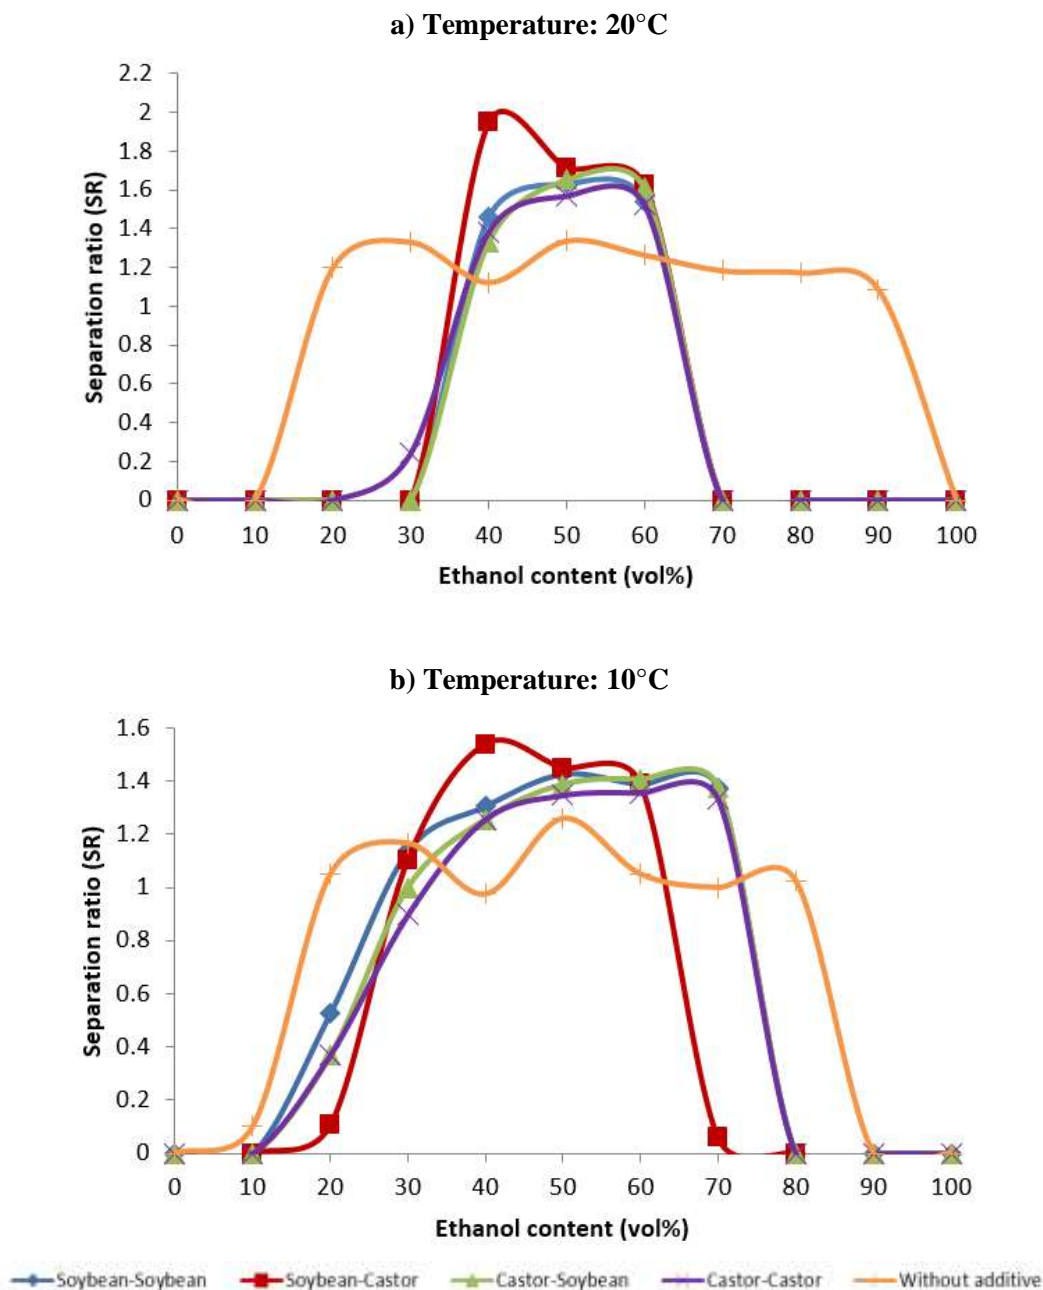 a) Temperature: 20°C
2.2
2
1.8
1.6
1.4
1.2
1
0.8
0.6
0.4
0.2
0
Separation ratio (SR)
0 10 20 30 40 50 60 70 80 90 100
Ethanol content (vol%)
b) Temperature: 10°C
1.6
1.4
1.2
1
0.8
0.6
0.4
0.2
0
Separation ratio (SR)
0 10 20 30 40 50 60 70 80 90 100
Ethanol content (vol%)
Soybean-Soybean Soybean-Castor Castor-Soybean Castor-Castor Without additive